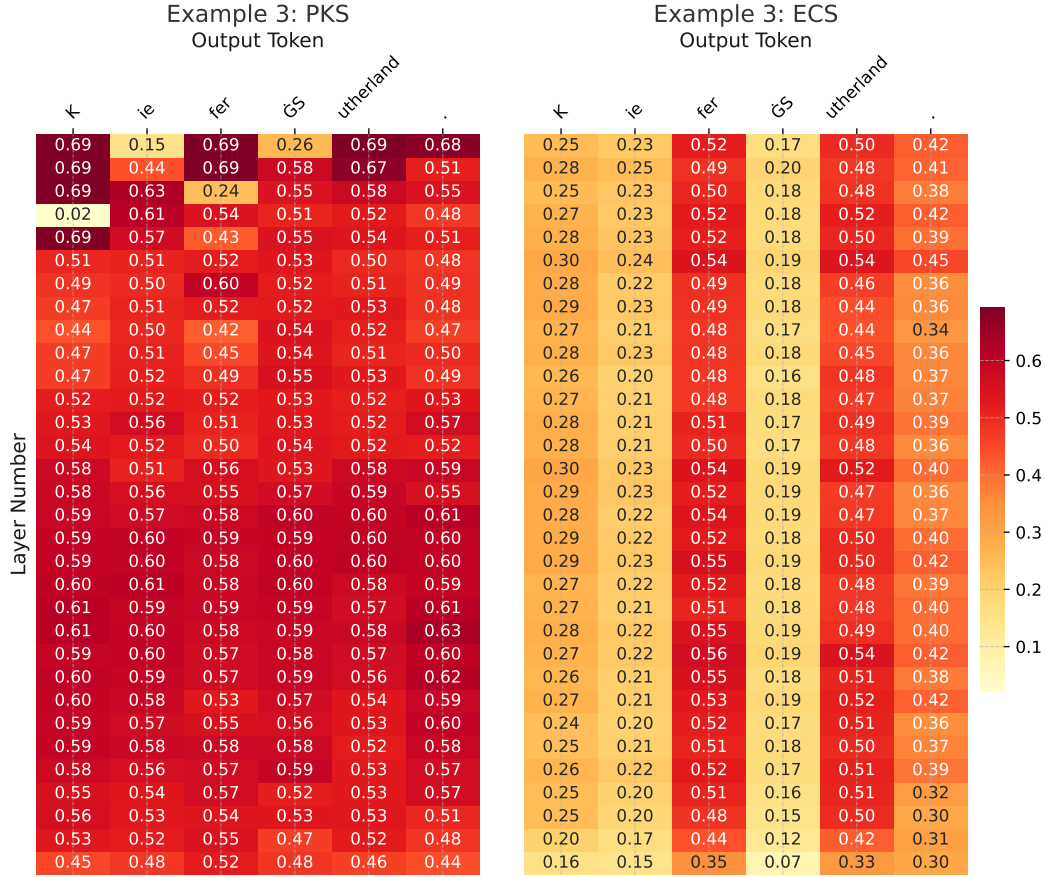 Example 3: PKS
Output Token
K ie fer ĠS utherland .
0.69 0.15 0.69 0.26 0.69 0.68
0.69 0.44 0.69 0.58 0.67 0.51
0.69 0.63 0.24 0.55 0.58 0.55
0.02 0.61 0.54 0.51 0.52 0.48
0.69 0.57 0.43 0.55 0.54 0.51
0.51 0.51 0.52 0.53 0.50 0.48
0.49 0.50 0.60 0.52 0.51 0.49
0.47 0.51 0.52 0.52 0.53 0.48
0.44 0.50 0.42 0.54 0.52 0.47
0.47 0.51 0.45 0.54 0.51 0.50
0.47 0.52 0.49 0.55 0.53 0.49
0.52 0.52 0.52 0.53 0.52 0.53
0.53 0.56 0.51 0.53 0.52 0.57
0.54 0.52 0.50 0.54 0.52 0.52
0.58 0.51 0.56 0.53 0.58 0.59
0.58 0.56 0.55 0.57 0.59 0.55
0.59 0.57 0.58 0.60 0.60 0.61
0.59 0.60 0.59 0.60 0.60 0.60
0.59 0.60 0.58 0.60 0.60 0.60
0.60 0.61 0.58 0.60 0.58 0.59
0.61 0.59 0.59 0.59 0.57 0.61
0.61 0.60 0.58 0.59 0.58 0.63
0.59 0.60 0.57 0.58 0.57 0.60
0.60 0.59 0.57 0.59 0.56 0.62
0.60 0.58 0.53 0.57 0.54 0.59
0.59 0.57 0.55 0.56 0.53 0.60
0.59 0.58 0.58 0.58 0.52 0.58
0.58 0.56 0.57 0.59 0.53 0.57
0.55 0.54 0.57 0.52 0.53 0.57
0.56 0.53 0.54 0.53 0.53 0.51
0.53 0.52 0.55 0.47 0.52 0.48
0.45 0.48 0.52 0.48 0.46 0.44
Layer Number
Example 3: ECS
Output Token
K ie fer ĠS utherland .
0.25 0.23 0.52 0.17 0.50 0.42
0.28 0.25 0.49 0.20 0.48 0.41
0.25 0.23 0.50 0.18 0.48 0.38
0.27 0.23 0.52 0.18 0.52 0.42
0.28 0.23 0.52 0.18 0.50 0.39
0.30 0.24 0.54 0.19 0.54 0.45
0.28 0.22 0.49 0.18 0.46 0.36
0.29 0.23 0.49 0.18 0.44 0.36
0.27 0.21 0.48 0.17 0.44 0.34
0.28 0.23 0.48 0.18 0.45 0.36
0.26 0.20 0.48 0.16 0.48 0.37
0.27 0.21 0.48 0.18 0.47 0.37
0.28 0.21 0.51 0.17 0.49 0.39
0.28 0.21 0.50 0.17 0.48 0.36
0.30 0.23 0.54 0.19 0.52 0.40
0.29 0.23 0.52 0.19 0.47 0.36
0.28 0.22 0.54 0.19 0.47 0.37
0.29 0.22 0.52 0.18 0.50 0.40
0.29 0.23 0.55 0.19 0.50 0.42
0.27 0.22 0.52 0.18 0.48 0.39
0.27 0.21 0.51 0.18 0.48 0.40
0.28 0.22 0.55 0.19 0.49 0.40
0.27 0.22 0.56 0.19 0.54 0.42
0.26 0.21 0.55 0.18 0.51 0.38
0.27 0.21 0.53 0.19 0.52 0.42
0.24 0.20 0.52 0.17 0.51 0.36
0.25 0.21 0.51 0.18 0.50 0.37
0.26 0.22 0.52 0.17 0.51 0.39
0.25 0.20 0.51 0.16 0.51 0.32
0.25 0.20 0.48 0.15 0.50 0.30
0.20 0.17 0.44 0.12 0.42 0.31
0.16 0.15 0.35 0.07 0.33 0.30
0.6
0.5
0.4
0.3
0.2
0.1